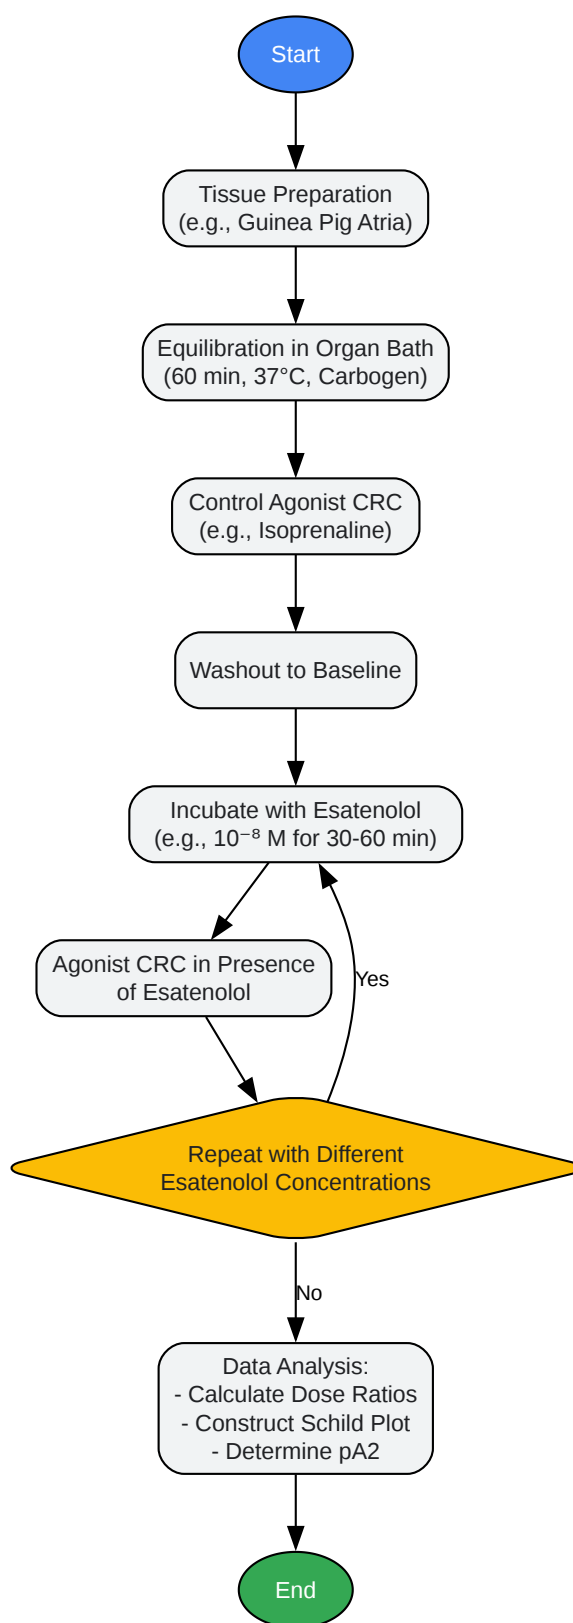 Start
Tissue Preparation
(e.g., Guinea Pig Atria)
Equilibration in Organ Bath
(60 min, 37°C, Carbogen)
Control Agonist CRC
(e.g., Isoprenaline)
Washout to Baseline
Incubate with Esatenolol
(e.g., 10⁻⁸ M for 30-60 min)
Agonist CRC in Presence
of Esatenolol
Yes
Repeat with Different
Esatenolol Concentrations
No
Data Analysis:
- Calculate Dose Ratios
- Construct Schild Plot
- Determine pA2
End